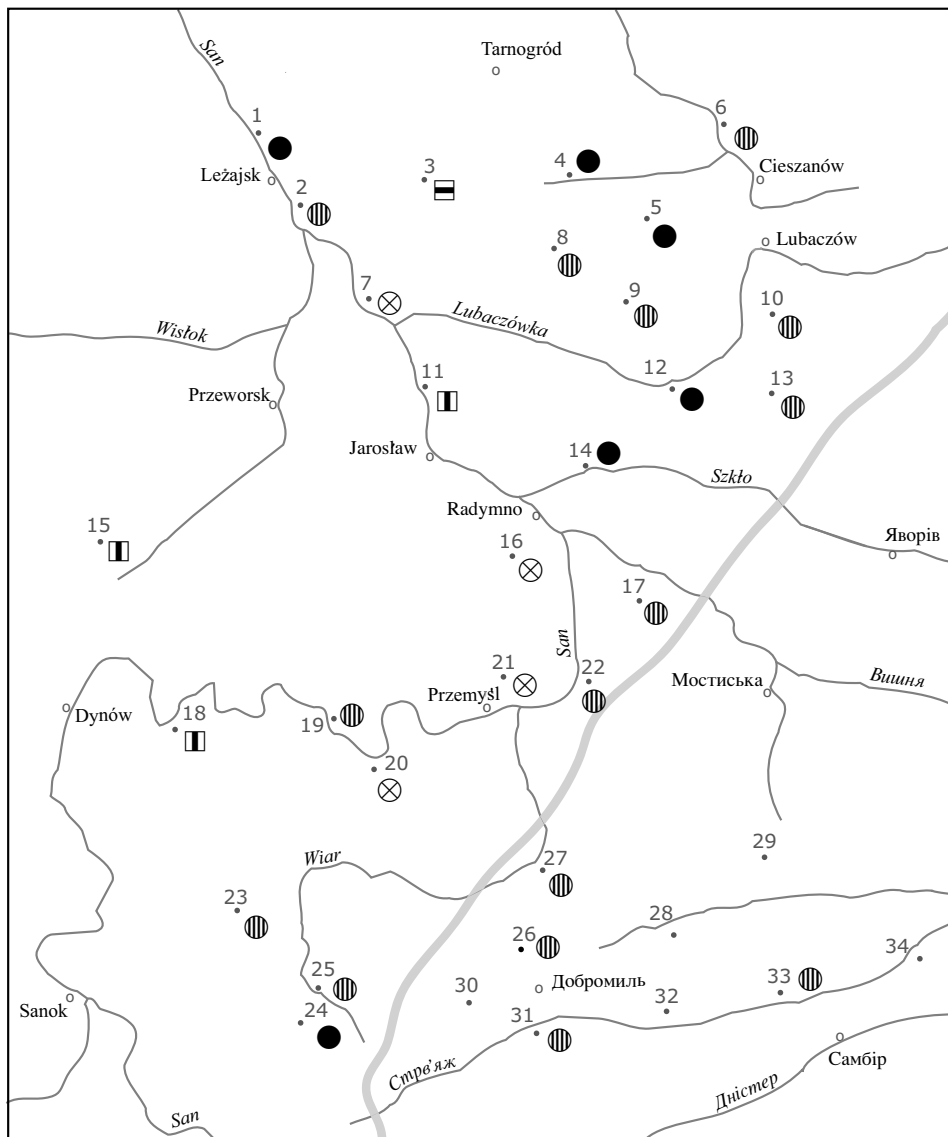 San
Tarnogród
1
6
3
4
Leżajsk
Cieszanów
2
5
8
Lubaczów
7
9
10
Lubaczówka
Wisłok
11
12
13
Przeworsk
Jarosław
14
Szkło
Radymno
15
16
Яворів
17
San
21
22
Мостиська
Вишня
Przemyśl
Dynów
18
19
20
29
Wiar
27
23
28
26
34
25
33
Добромиль
30
32
Sanok
24
31
Самбір
Стрв'яж
Дністер
San